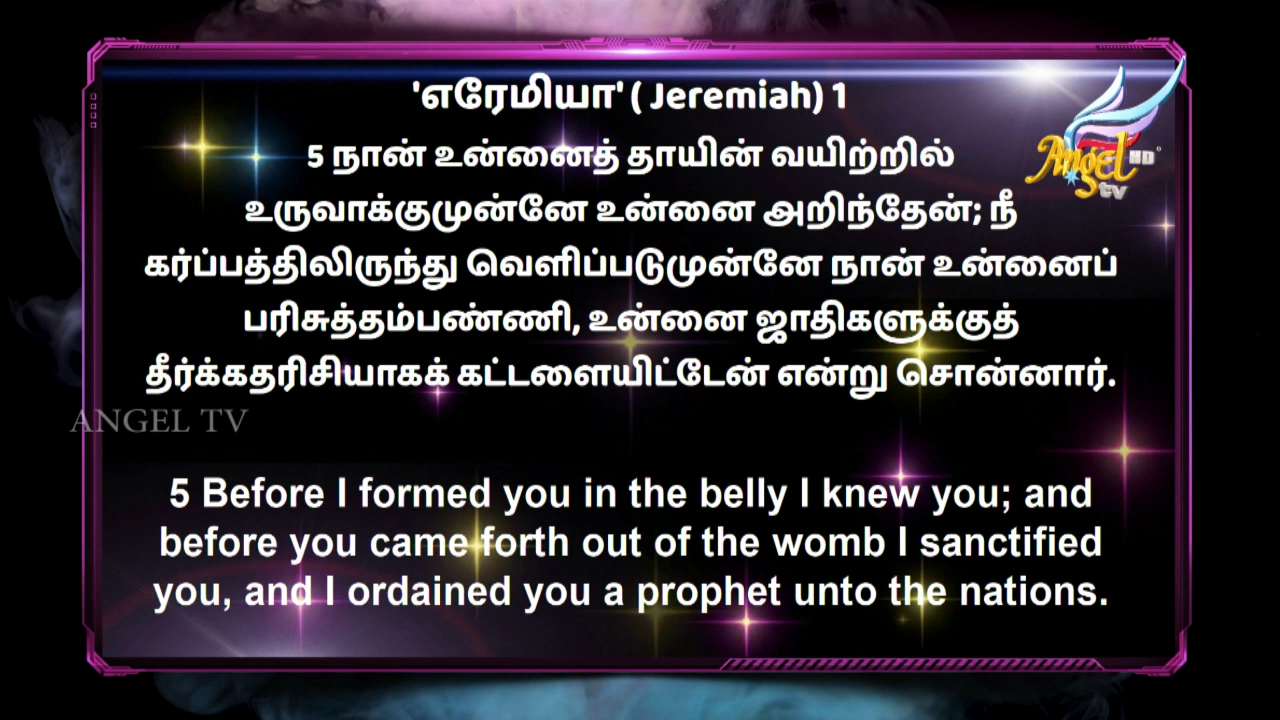 'எரேமியா' ( Jeremiah) 1
5 நான் உன்னைத் தாயின் வயிற்றில்
உருவாக்குமுன்னே உன்னை அறிந்தேன்; நீ
கர்ப்பத்திலிருந்து வெளிப்படுமுன்னே நான் உன்னைப்
பரிசுத்தம்பண்ணி, உன்னை ஜாதிகளுக்குத்
தீர்க்கதரிசியாகக் கட்டளையிட்டேன் என்று சொன்னார்.
Angel HD
tv
ANGEL TV
5 Before I formed you in the belly I knew you; and
before you came forth out of the womb I sanctified
you, and I ordained you a prophet unto the nations.